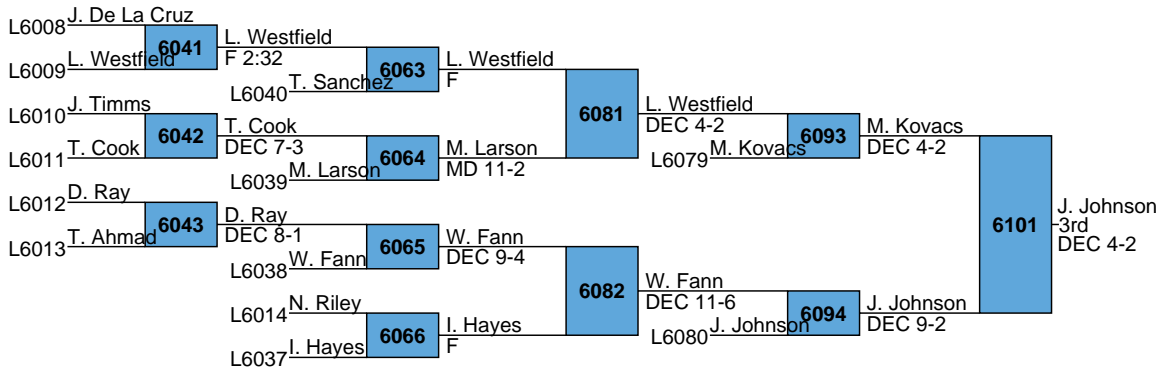 L6008 J. De La Cruz
6041
L6009 L. Westfield
L. Westfield
F 2:32
6063
L6040 T. Sanchez
L. Westfield
F
L6010 J. Timms
6042
L6011 T. Cook
T. Cook
DEC 7-3
6064
L6039 M. Larson
M. Larson
MD 11-2
6081
L. Westfield
DEC 4-2
6093
L6079 M. Kovacs
M. Kovacs
DEC 4-2
L6012 D. Ray
6043
L6013 T. Ahmad
D. Ray
DEC 8-1
6065
L6038 W. Fann
W. Fann
DEC 9-4
L6014 N. Riley
6066
L6037 I. Hayes
I. Hayes
F
6082
W. Fann
DEC 11-6
6094
L6080 J. Johnson
J. Johnson
DEC 9-2
6101
J. Johnson
3rd
DEC 4-2